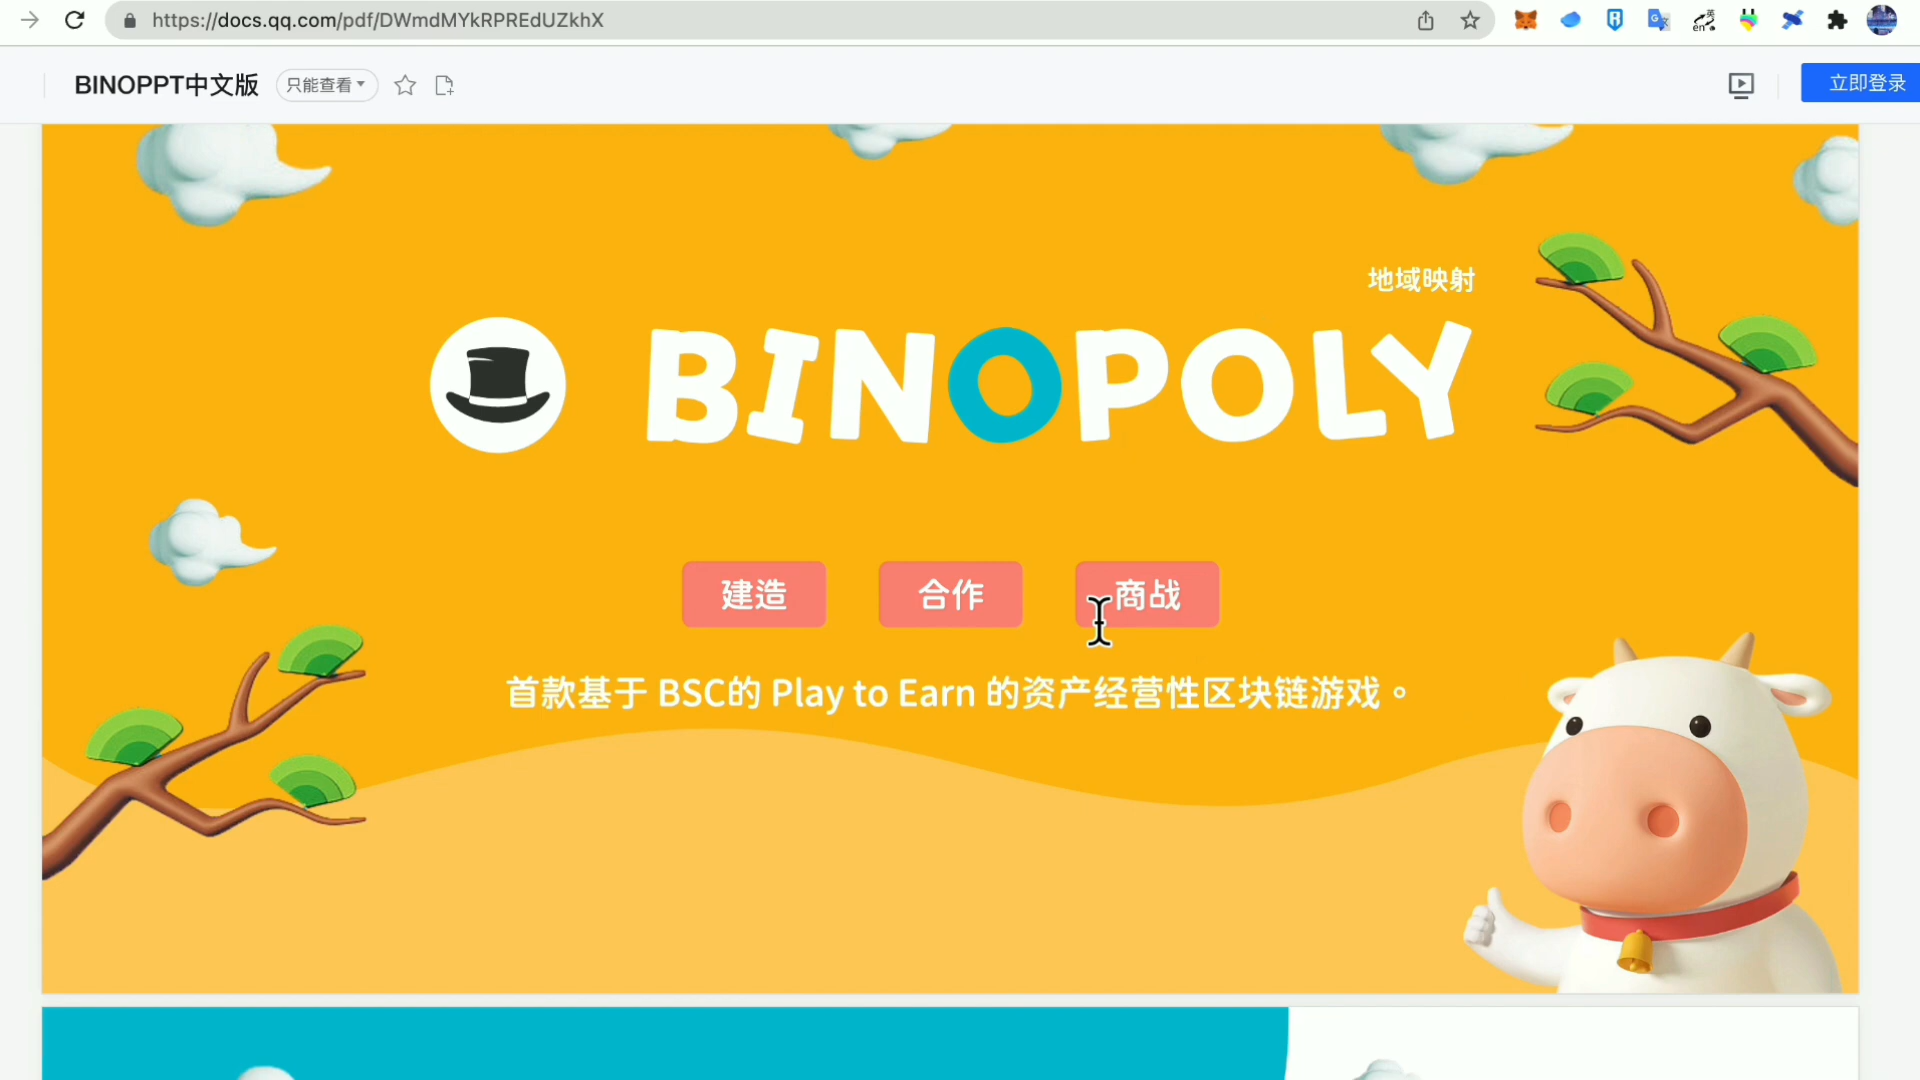 https://docs.qq.com/pdf/DWmdMYkRPREdUZkhX
BINOPPT中文版
只能查看
立即登录
地域映射
BINOPOLY
建造
合作
商战
首款基于 BSC的 Play to Earn 的资产经营性区块链游戏。